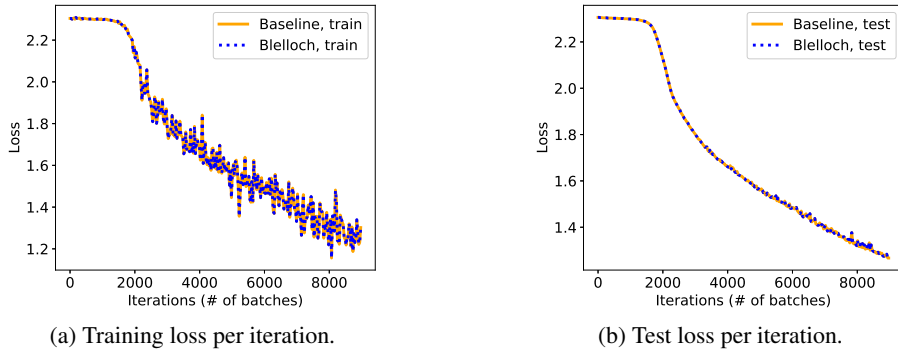 Baseline, train
Blelloch, train
2.2
2.0
1.8
1.6
1.4
1.2
Loss
0
2000
4000
6000
8000
Iterations (# of batches)
(a) Training loss per iteration.
Baseline, test
Blelloch, test
2.2
2.0
1.8
1.6
1.4
Loss
0
2000
4000
6000
8000
Iterations (# of batches)
(b) Test loss per iteration.